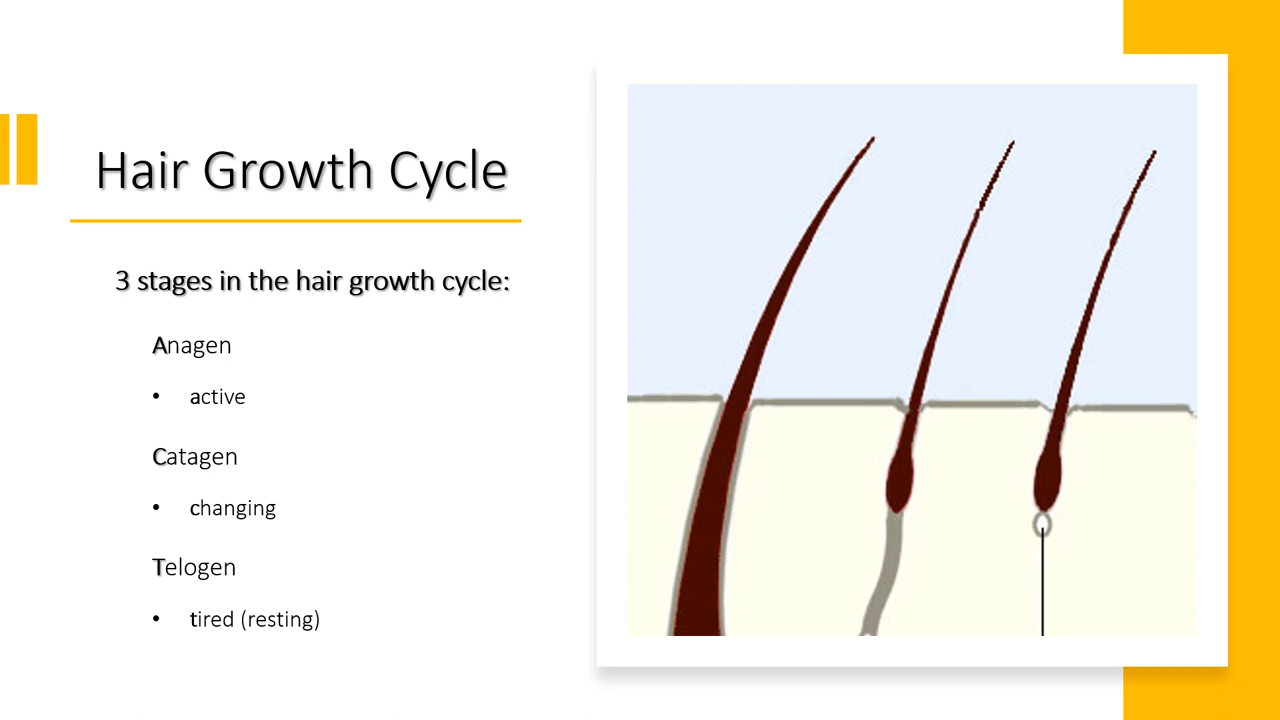 Hair Growth Cycle
3 stages in the hair growth cycle:
Anagen
• active
Catagen
• changing
Telogen
• tired (resting)